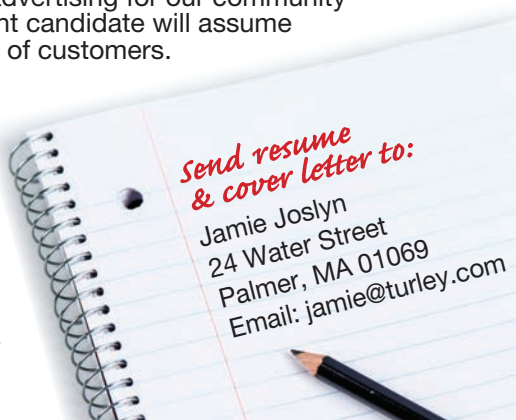 advertising for our community
nt candidate will assume
of customers.
Send resume
& cover letter to:
Jamie Joslyn
24 Water Street
Palmer, MA 01069
Email: jamie@turley.com